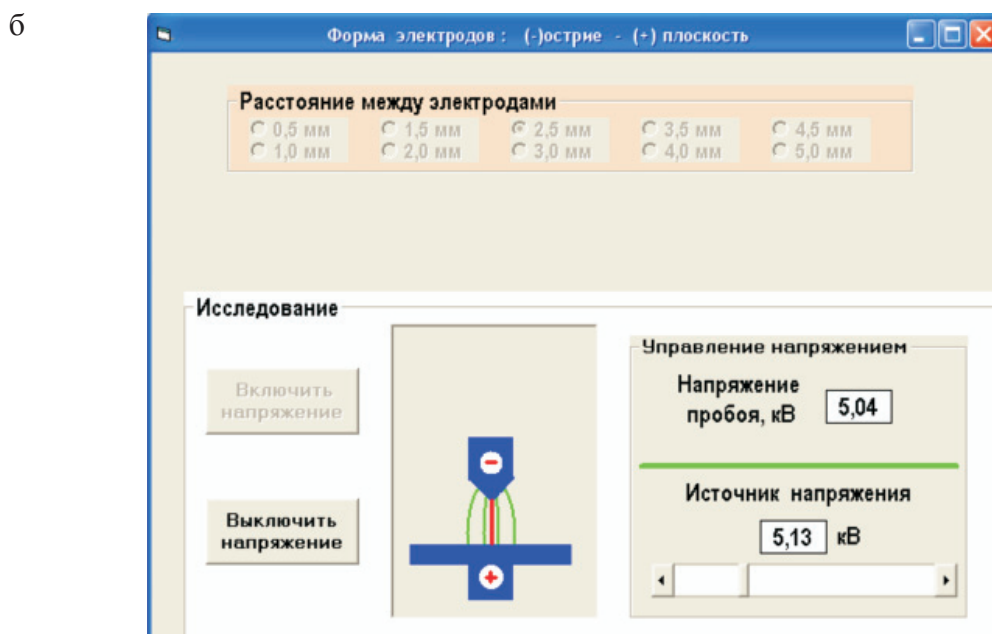 б
Форма электродов : (-)острие - (+) плоскость
Расстояние между электродами
0,5 мм 1,5 мм 2,5 мм 3,5 мм 4,5 мм
1,0 мм 2,0 мм 3,0 мм 4,0 мм 5,0 мм
Исследование
Включить
напряжение
Выключить
напряжение
-
+
Управление напряжением
Напряжение
пробоя, кВ 5,04
Источник напряжения
5,13 кВ